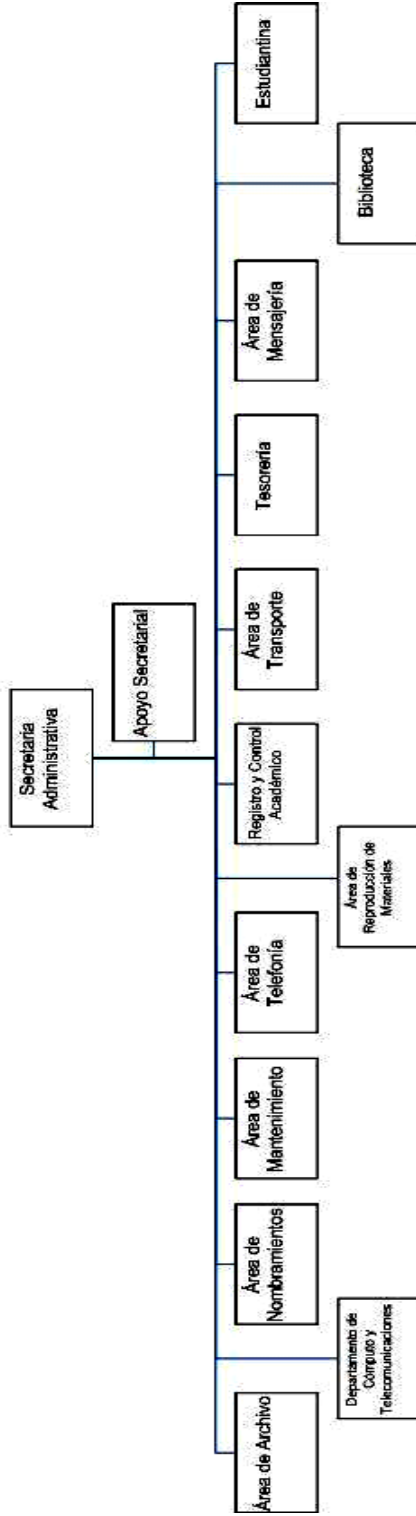 Secretaria
Administrativa
Apoyo Secretarial
Área de Archivo
Departamento de
Cómputo y
Telecomunicaciones
Área de
Nombramientos
Área de
Mantenimiento
Área de
Telefonía
Área de
Reproducción de
Materiales
Registro y Control
Académico
Área de
Transporte
Tesorería
Área de
Mensajería
Biblioteca
Estudiantina